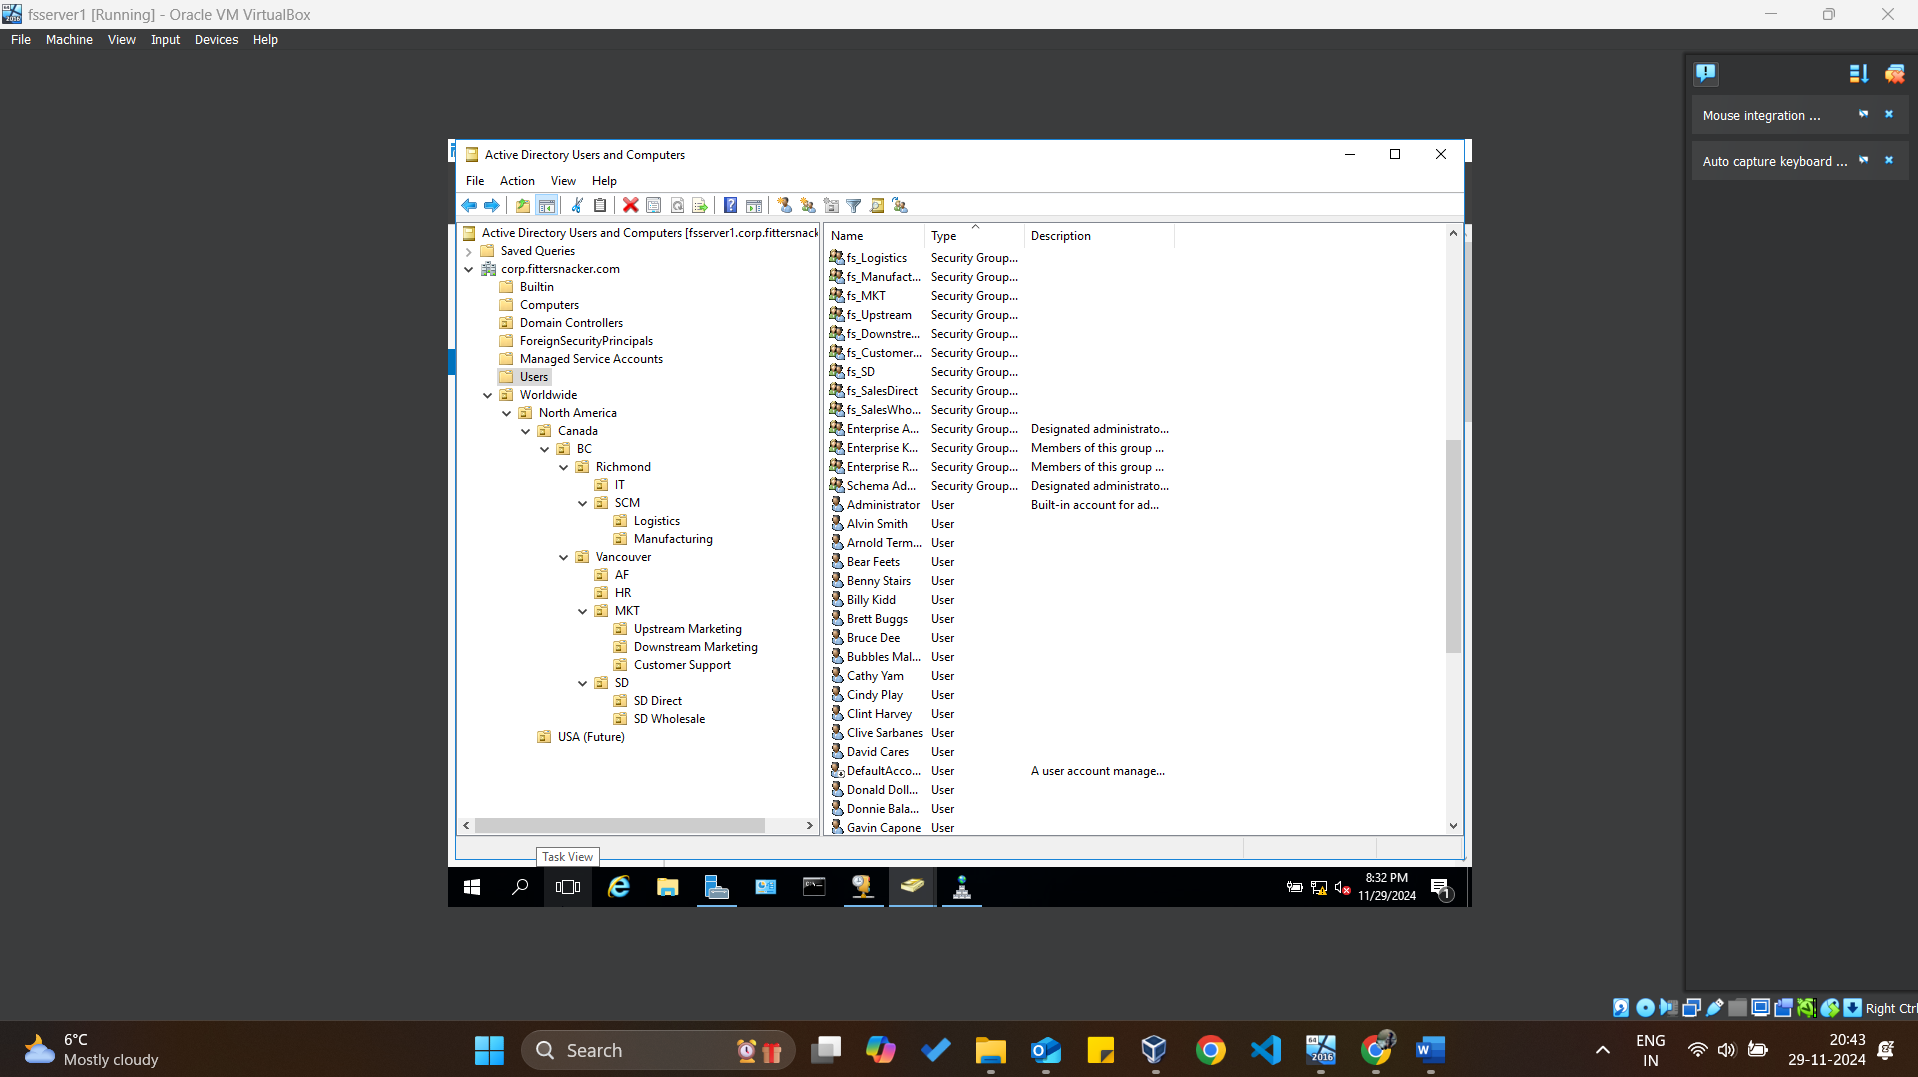 fsserver1 [Running] - Oracle VM VirtualBox
File Machine View Input Devices Help
Mouse integration ...
Auto capture keyboard ...
Active Directory Users and Computers
File Action View Help
Active Directory Users and Computers [fsserver1.corp.fittersnack
Saved Queries
corp.fittersnacker.com
Builtin
Computers
Domain Controllers
ForeignSecurityPrincipals
Managed Service Accounts
Users
Worldwide
North America
Canada
BC
Richmond
IT
SCM
Logistics
Manufacturing
Vancouver
AF
HR
MKT
Upstream Marketing
Downstream Marketing
Customer Support
SD
SD Direct
SD Wholesale
USA (Future)
Name Type Description
fs_Logistics Security Group...
fs_Manufact... Security Group...
fs_MKT Security Group...
fs_Upstream Security Group...
fs_Downstre... Security Group...
fs_Customer... Security Group...
fs_SD Security Group...
fs_SalesDirect Security Group...
fs_SalesWho... Security Group...
Enterprise A... Security Group... Designated administrato...
Enterprise K... Security Group... Members of this group ...
Enterprise R... Security Group... Members of this group ...
Schema Ad... Security Group... Designated administrato...
Administrator User Built-in account for ad...
Alvin Smith User
Arnold Term... User
Bear Feets User
Benny Stairs User
Billy Kidd User
Brett Buggs User
Bruce Dee User
Bubbles Mal... User
Cathy Yam User
Cindy Play User
Clint Harvey User
Clive Sarbanes User
David Cares User
DefaultAcco... User A user account manage...
Donald Doll... User
Donnie Bala... User
Gavin Capone User
Task View
8:32 PM
11/29/2024
1
Right Ctrl
6°C
Mostly cloudy
Search
64
2016
ENG
IN
20:43
29-11-2024